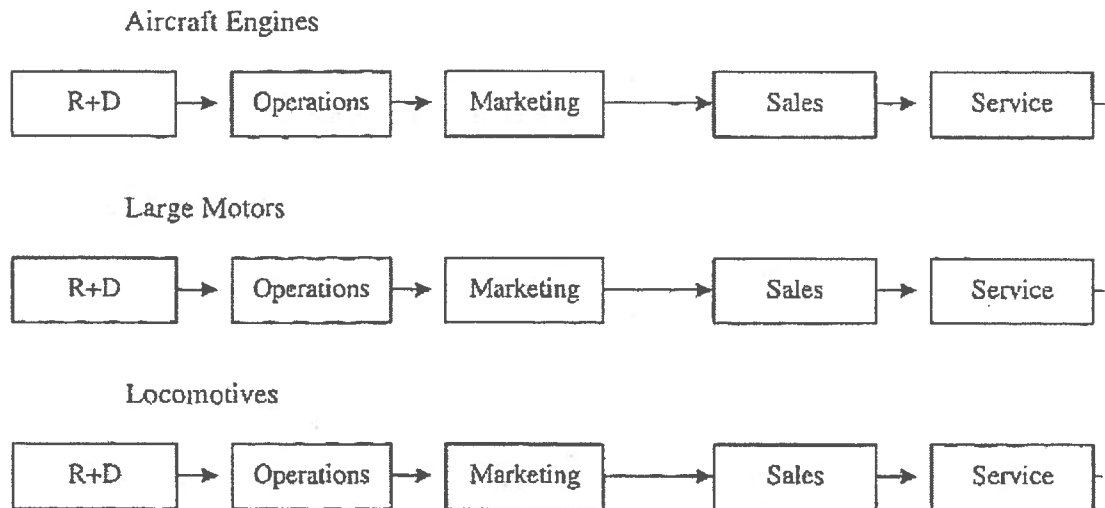 Aircraft Engines
R+D Operations Marketing Sales Service
Large Motors
R+D Operations Marketing Sales Service
Locomotives
R+D Operations Marketing Sales Service